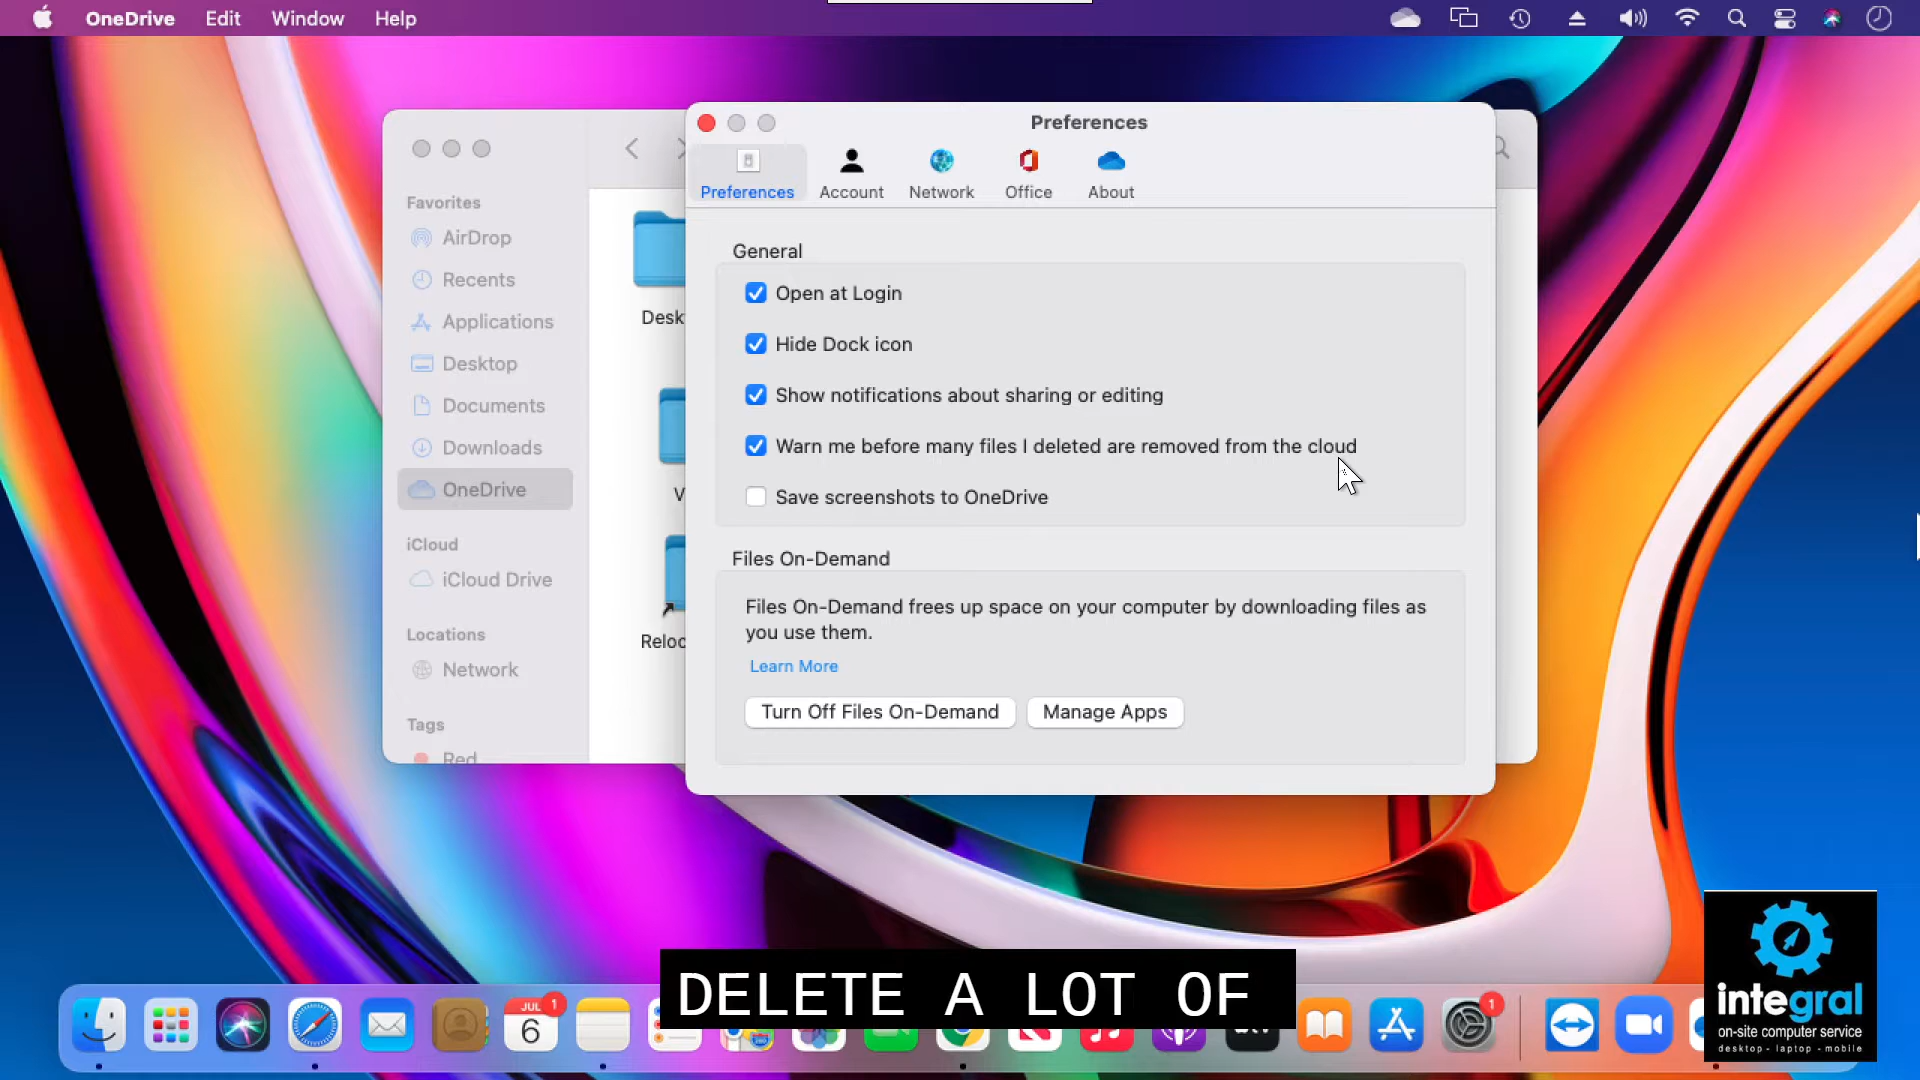 OneDrive Edit Window Help
Preferences
Preferences Account Network Office About
Favorites
AirDrop
Recents
Applications
Desktop
Documents
Downloads
OneDrive
iCloud
iCloud Drive
Locations
Network
Tags
Red
Desk
V
Reloc
General
Open at Login
Hide Dock icon
Show notifications about sharing or editing
Warn me before many files I deleted are removed from the cloud
Save screenshots to OneDrive
Files On-Demand
Files On-Demand frees up space on your computer by downloading files as
you use them.
Learn More
Turn Off Files On-Demand Manage Apps
DELETE A LOT OF
JUL 1
6
1
integral
on-site computer service
desktop - laptop - mobile